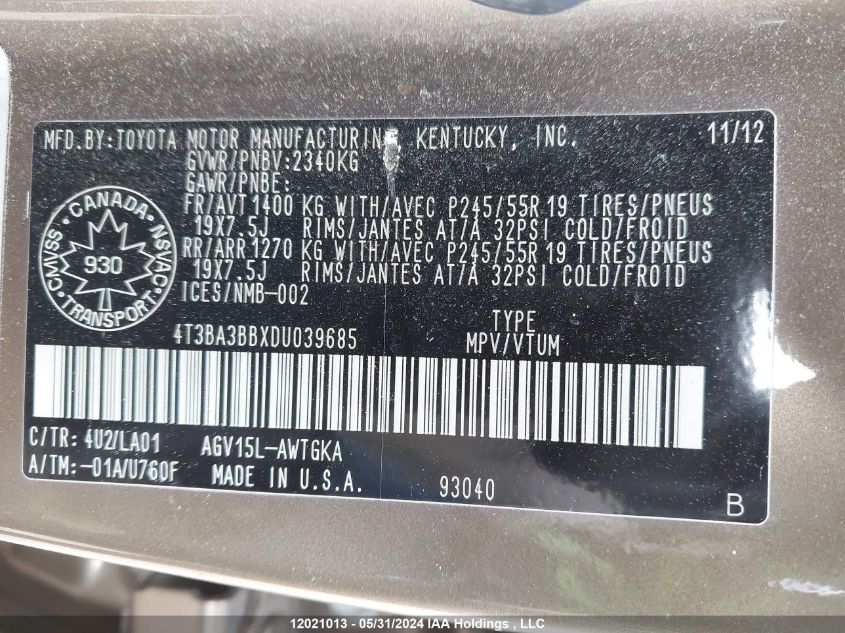 MFD.BY:TOYOTA MOTOR MANUFACTURING, KENTUCKY, INC. 11/12
GVWR/PNBV:2340KG
GAWR/PNBE:
FR/AVT 1400 KG WITH/AVEC P245/55R 19 TIRES/PNEUS
19X7.5J RIMS/JANTES AT/A 32PSI COLD/FROID
RR/ARR 1270 KG WITH/AVEC P245/55R 19 TIRES/PNEUS
19X7.5J RIMS/JANTES AT/A 32PSI COLD/FROID
ICES/NMB-002
CANADA
CMVSS NSVAC
930
TRANSPORT
4T3BA3BBXDU039685 TYPE
MPV/VTUM
C/TR: 4U2/LA01 AGV15L-AWTGKA
A/TM:-01A/U760F MADE IN U.S.A. 93040
B
12021013 - 05/31/2024 IAA Holdings, LLC